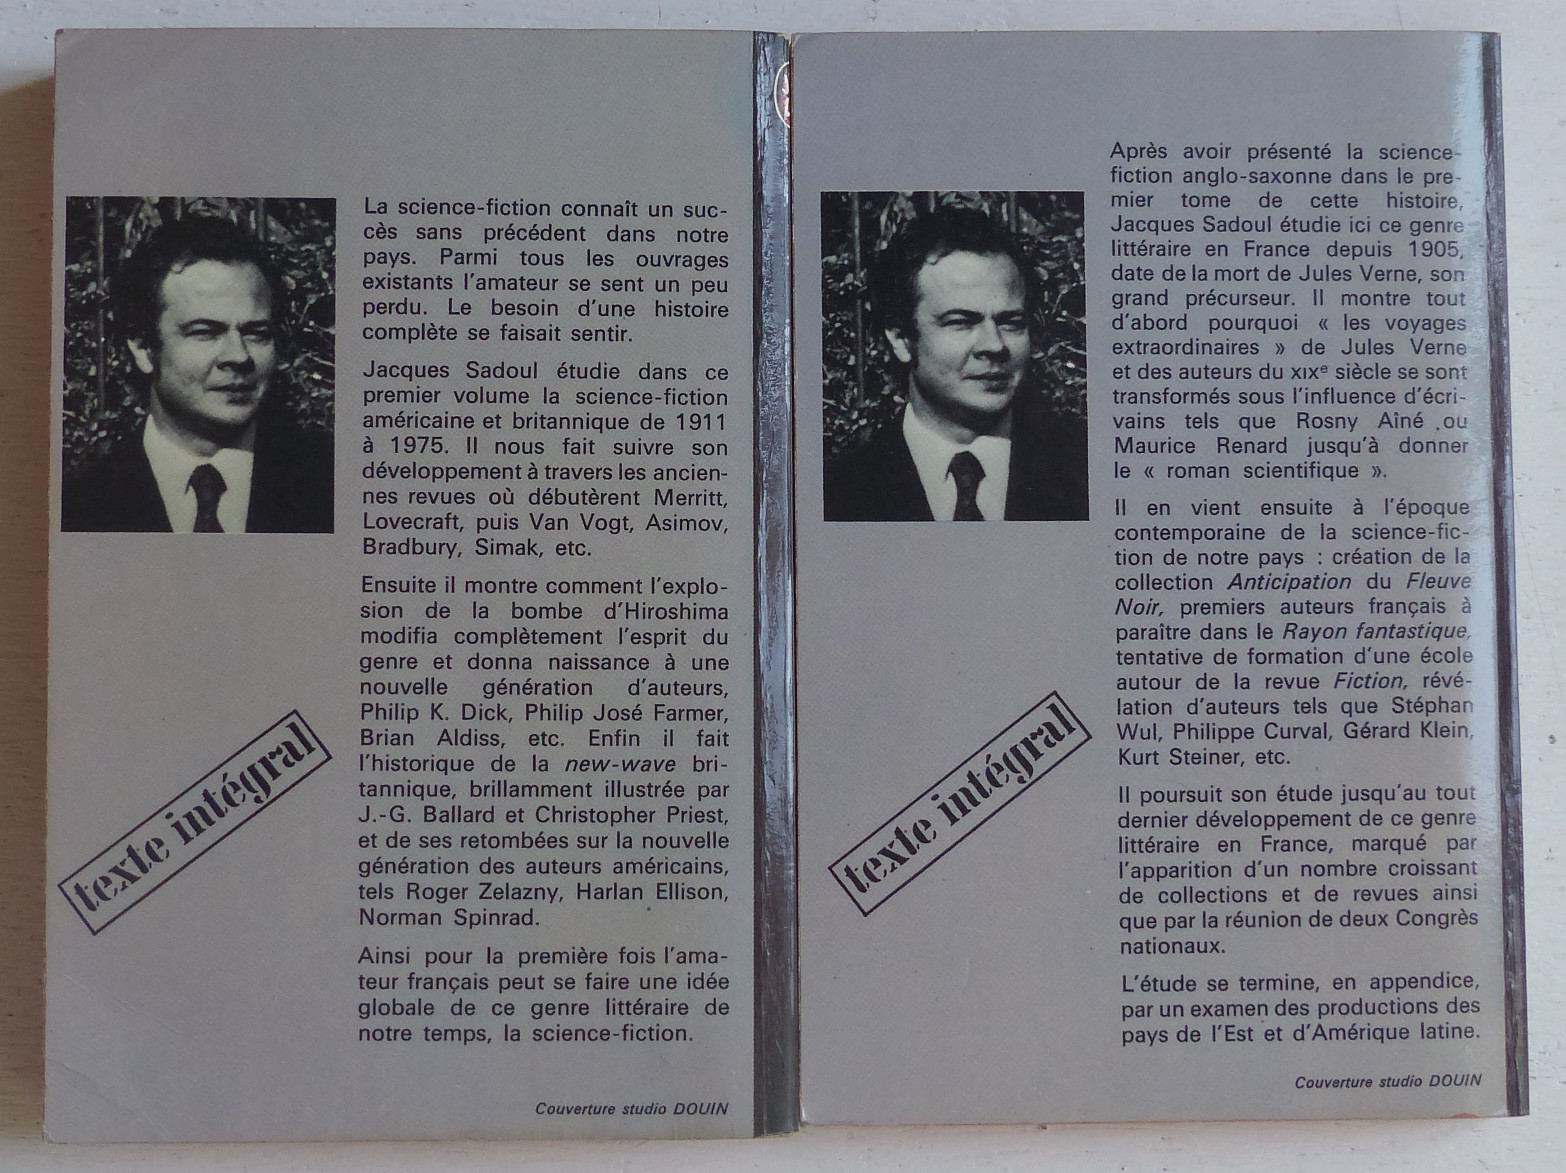 La science-fiction connaît un suc-
cès sans précédent dans notre
pays. Parmi tous les ouvrages
existants l'amateur se sent un peu
perdu. Le besoin d'une histoire
complète se faisait sentir.
Jacques Sadoul étudie dans ce
premier volume la science-fiction
américaine et britannique de 1911
à 1975. Il nous fait suivre son
développement à travers les ancien-
nes revues où débutèrent Merritt,
Lovecraft, puis Van Vogt, Asimov,
Bradbury, Simak, etc.
Ensuite il montre comment l'explo-
sion de la bombe d'Hiroshima
modifia complètement l'esprit du
genre et donna naissance à une
nouvelle génération d'auteurs,
Philip K. Dick, Philip José Farmer,
Brian Aldiss, etc. Enfin il fait
l'historique de la new-wave bri-
tannique, brillamment illustrée par
J.-G. Ballard et Christopher Priest,
et de ses retombées sur la nouvelle
génération des auteurs américains,
tels Roger Zelazny, Harlan Ellison,
Norman Spinrad.
Ainsi pour la première fois l'ama-
teur français peut se faire une idée
globale de ce genre littéraire de
notre temps, la science-fiction.
texte intégral
Couverture studio DOUIN
Après avoir présenté la science-
fiction anglo-saxonne dans le pre-
mier tome de cette histoire,
Jacques Sadoul étudie ici ce genre
littéraire en France depuis 1905,
date de la mort de Jules Verne, son
grand précurseur. Il montre tout
d'abord pourquoi « les voyages
extraordinaires » de Jules Verne
et des auteurs du XIXe siècle se sont
transformés sous l'influence d'écri-
vains tels que Rosny Aîné ou
Maurice Renard jusqu'à donner
le « roman scientifique ».
Il en vient ensuite à l'époque
contemporaine de la science-fic-
tion de notre pays : création de la
collection Anticipation du Fleuve
Noir, premiers auteurs français à
paraître dans le Rayon fantastique,
tentative de formation d'une école
autour de la revue Fiction, révé-
lation d'auteurs tels que Stéphan
Wul, Philippe Curval, Gérard Klein,
Kurt Steiner, etc.
Il poursuit son étude jusqu'au tout
dernier développement de ce genre
littéraire en France, marqué par
l'apparition d'un nombre croissant
de collections et de revues ainsi
que par la réunion de deux Congrès
nationaux.
L'étude se termine, en appendice,
par un examen des productions des
pays de l'Est et d'Amérique latine.
texte intégral
Couverture studio DOUIN